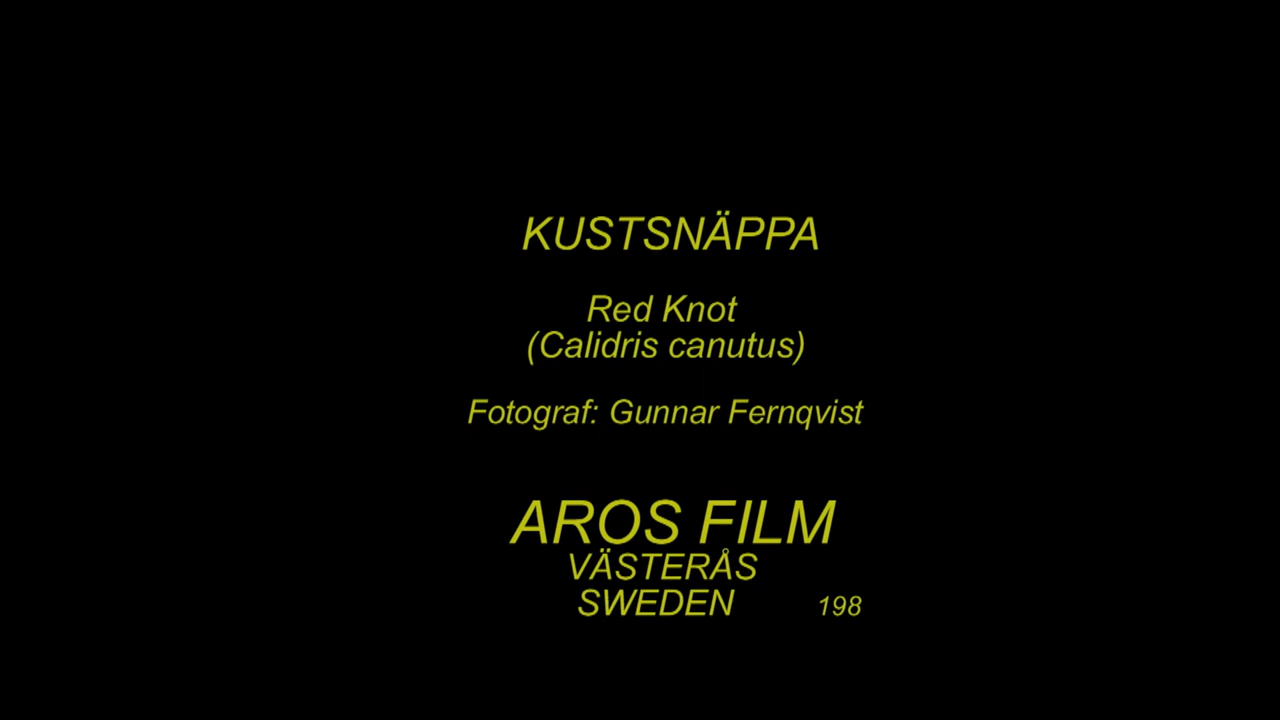 KUSTSNÄPPA
Red Knot
(Calidris canutus)
Fotograf: Gunnar Fernqvist
AROS FILM
VÄSTERÅS
SWEDEN 198